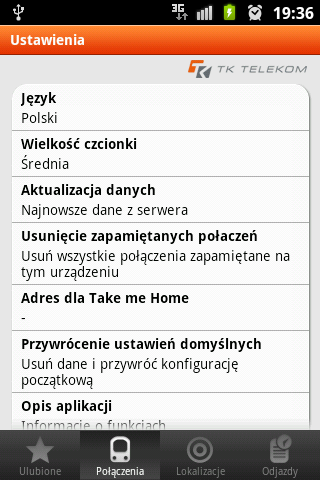 3G 19:36
Ustawienia
TK TELEKOM
Język
Polski
Wielkość czcionki
Średnia
Aktualizacja danych
Najnowsze dane z serwera
Usunięcie zapamiętanych połaczeń
Usuń wszystkie połączenia zapamiętane na
tym urządzeniu
Adres dla Take me Home
-
Przywrócenie ustawień domyślnych
Usuń dane i przywróć konfigurację
początkową
Opis aplikacji
Informacje o funkcjach
Ulubione Połączenia Lokalizacje Odjazdy